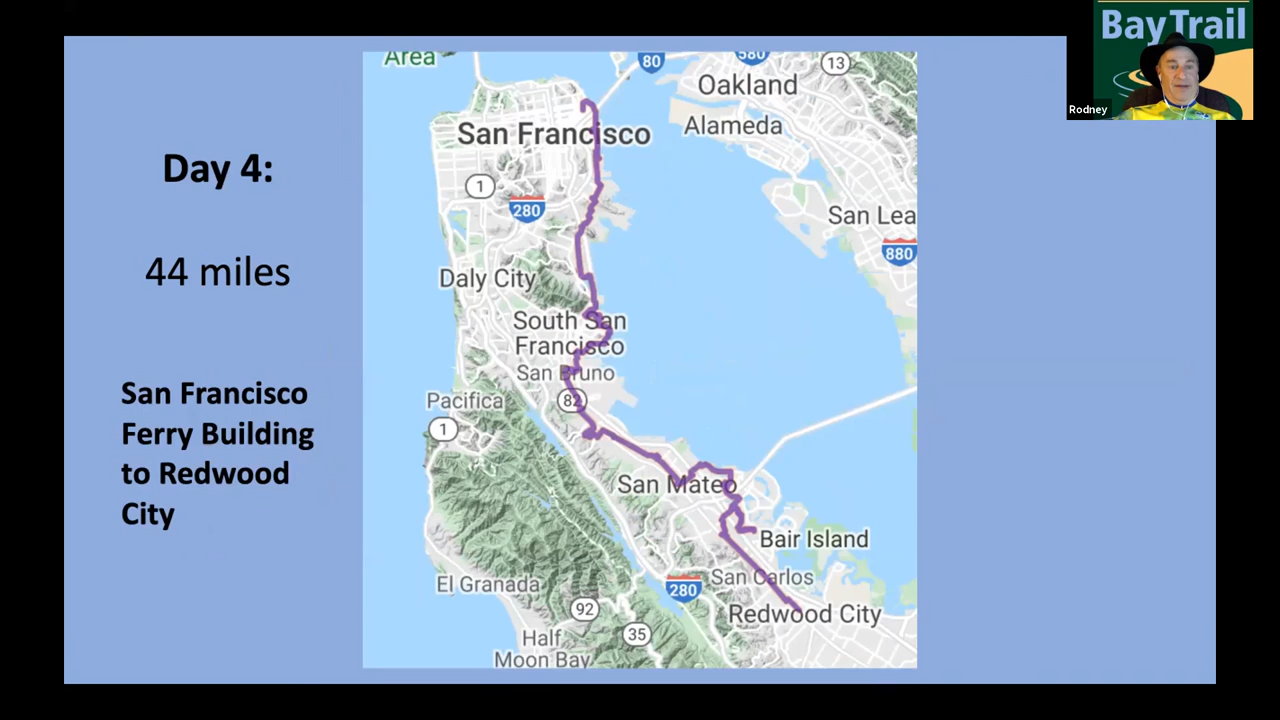 Bay Trail
Rodney
Day 4:
44 miles
San Francisco
Ferry Building
to Redwood
City
Area
80
580
13
Oakland
Alameda
San Francisco
1
280
San Lea
880
Daly City
South San
Francisco
San Bruno
82
Pacifica
1
San Mateo
Bair Island
San Carlos
280
El Granada
92
Redwood City
35
Half
Moon Bay